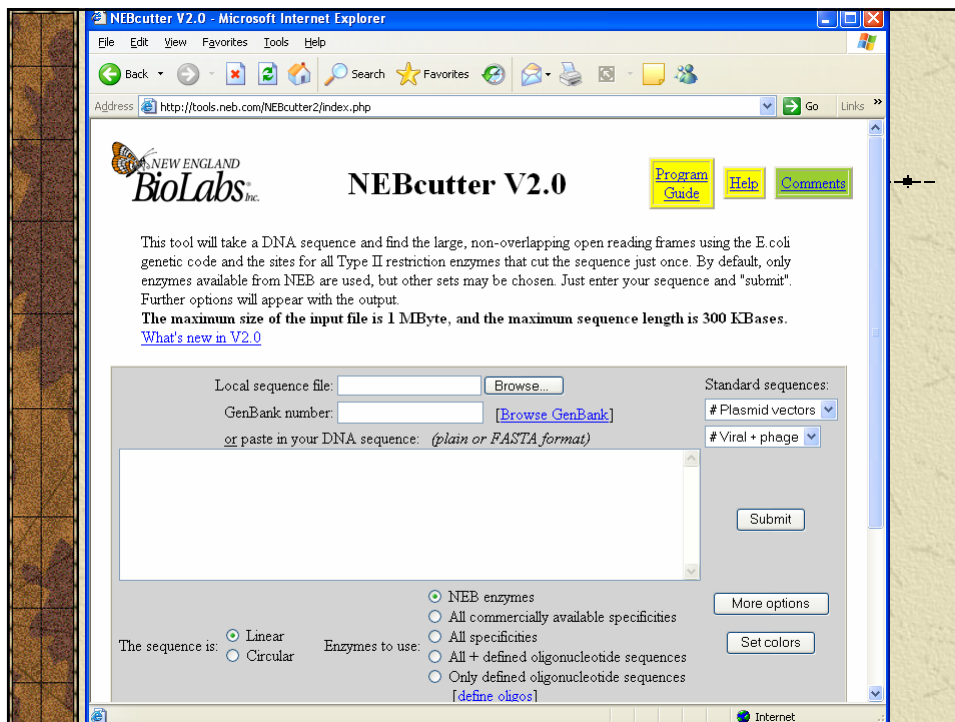 NEBcutter V2.0 - Microsoft Internet Explorer
File Edit View Favorites Tools Help
Back Search Favorites
Address http://tools.neb.com/NEBcutter2/index.php Go Links »
NEW ENGLAND
BioLabs Inc.
NEBcutter V2.0
Program Guide
Help
Comments
This tool will take a DNA sequence and find the large, non-overlapping open reading frames using the E.coli
genetic code and the sites for all Type II restriction enzymes that cut the sequence just once. By default, only
enzymes available from NEB are used, but other sets may be chosen. Just enter your sequence and "submit".
Further options will appear with the output.
The maximum size of the input file is 1 MByte, and the maximum sequence length is 300 KBases.
What's new in V2.0
Local sequence file: Browse... Standard sequences:
GenBank number: [Browse GenBank] # Plasmid vectors
or paste in your DNA sequence: (plain or FASTA format) # Viral + phage
Submit
NEB enzymes More options
All commercially available specificities
The sequence is: Linear Enzymes to use: All specificities Set colors
Circular All + defined oligonucleotide sequences
Only defined oligonucleotide sequences
[define oligos]
Internet